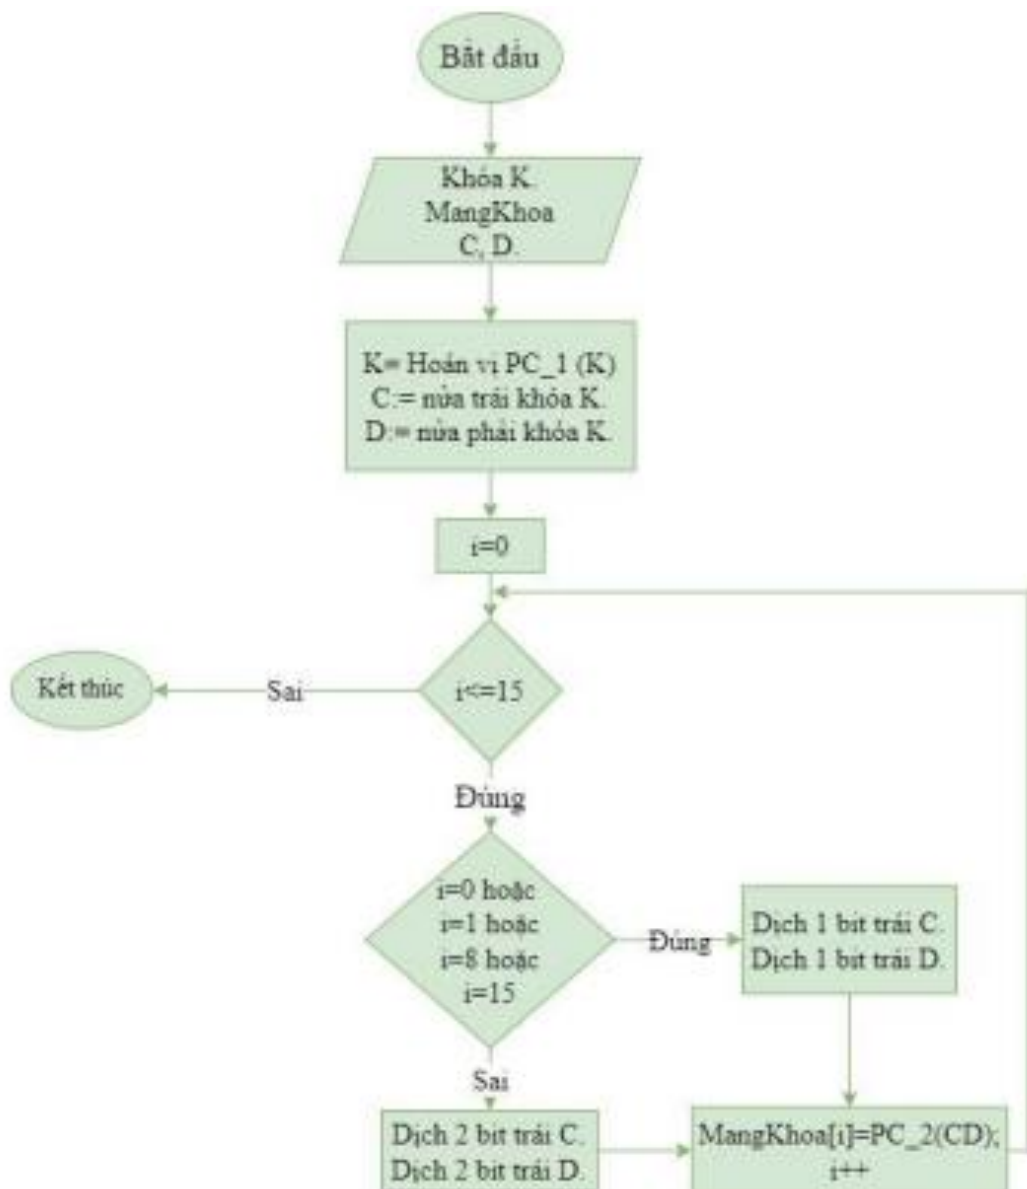 Bắt đầu
Khóa K.
MangKhoa
C, D.
K= Hoán vị PC_1 (K)
C:= nửa trái khóa K.
D:= nửa phải khóa K.
i=0
i<=15
Sai
Kết thúc
Đúng
i=0 hoặc
i=1 hoặc
i=8 hoặc
i=15
Đúng
Dịch 1 bit trái C.
Dịch 1 bit trái D.
Sai
Dịch 2 bit trái C.
Dịch 2 bit trái D.
MangKhoa[i]=PC_2(CD);
i++